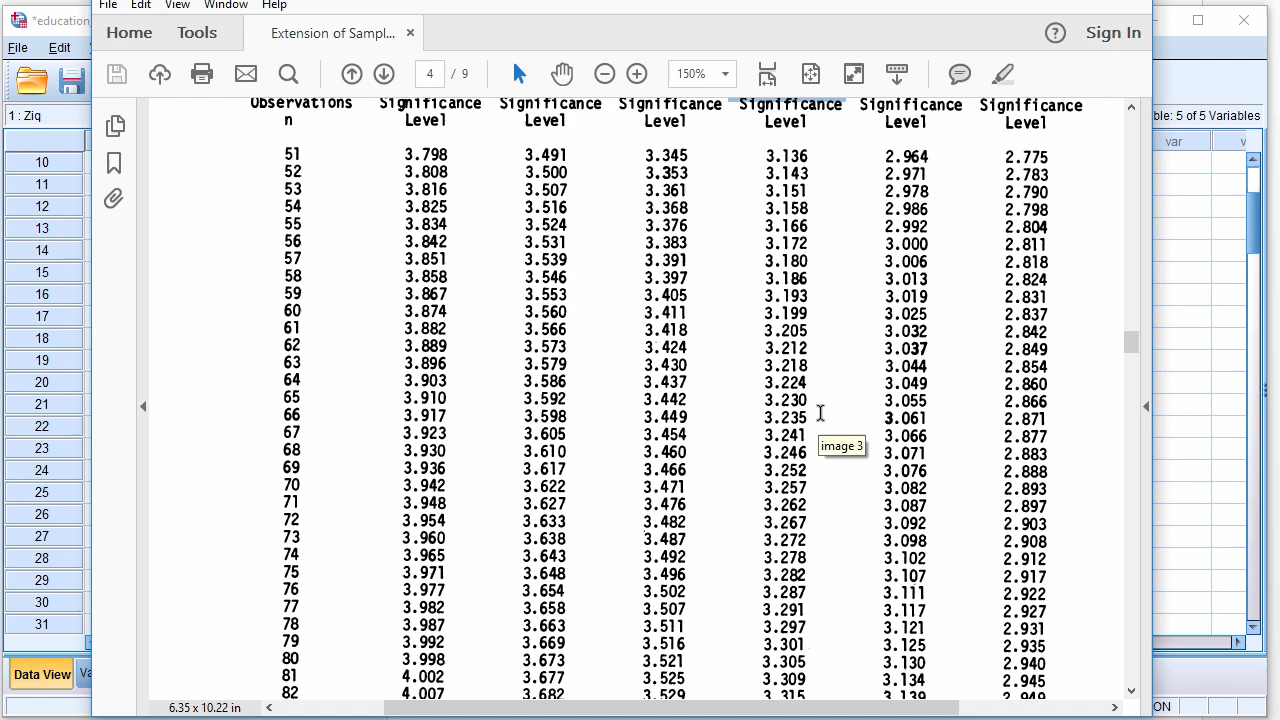 File Edit View Window Help
*education_
Home Tools Extension of Sampl... × ? Sign In
File Edit
4 / 9 150%
1 : Ziq
ble: 5 of 5 Variables
var v
Observations Significance Significance Significance Significance Significance Significance
n Level Level Level Level Level Level
51 3.798 3.491 3.345 3.136 2.964 2.775
52 3.808 3.500 3.353 3.143 2.971 2.783
53 3.816 3.507 3.361 3.151 2.978 2.790
54 3.825 3.516 3.368 3.158 2.986 2.798
55 3.834 3.524 3.376 3.166 2.992 2.804
56 3.842 3.531 3.383 3.172 3.000 2.811
57 3.851 3.539 3.391 3.180 3.006 2.818
58 3.858 3.546 3.397 3.186 3.013 2.824
59 3.867 3.553 3.405 3.193 3.019 2.831
60 3.874 3.560 3.411 3.199 3.025 2.837
61 3.882 3.566 3.418 3.205 3.032 2.842
62 3.889 3.573 3.424 3.212 3.037 2.849
63 3.896 3.579 3.430 3.218 3.044 2.854
64 3.903 3.586 3.437 3.224 3.049 2.860
65 3.910 3.592 3.442 3.230 3.055 2.866
66 3.917 3.598 3.449 3.235 3.061 2.871
67 3.923 3.605 3.454 3.241 3.066 2.877
68 3.930 3.610 3.460 3.246 3.071 2.883
69 3.936 3.617 3.466 3.252 3.076 2.888
70 3.942 3.622 3.471 3.257 3.082 2.893
71 3.948 3.627 3.476 3.262 3.087 2.897
72 3.954 3.633 3.482 3.267 3.092 2.903
73 3.960 3.638 3.487 3.272 3.098 2.908
74 3.965 3.643 3.492 3.278 3.102 2.912
75 3.971 3.648 3.496 3.282 3.107 2.917
76 3.977 3.654 3.502 3.287 3.111 2.922
77 3.982 3.658 3.507 3.291 3.117 2.927
78 3.987 3.663 3.511 3.297 3.121 2.931
79 3.992 3.669 3.516 3.301 3.125 2.935
80 3.998 3.673 3.521 3.305 3.130 2.940
81 4.002 3.677 3.525 3.309 3.134 2.945
82 4.007 3.682 3.529 3.315 3.139 2.949
image 3
10
11
12
13
14
15
16
17
18
19
20
21
22
23
24
25
26
27
28
29
30
31
Data View Va
6.35 x 10.22 in
ON